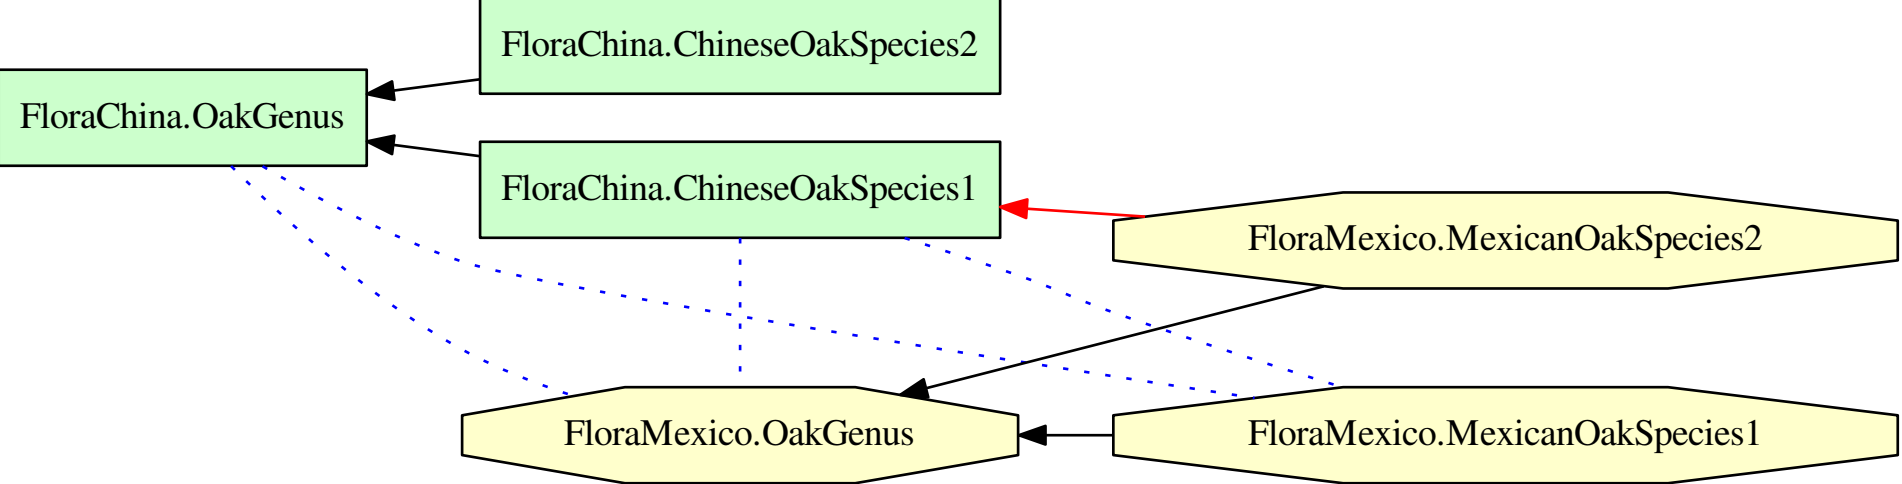 FloraChina.ChineseOakSpecies2
FloraChina.OakGenus
FloraChina.ChineseOakSpecies1
FloraMexico.MexicanOakSpecies2
FloraMexico.OakGenus
FloraMexico.MexicanOakSpecies1